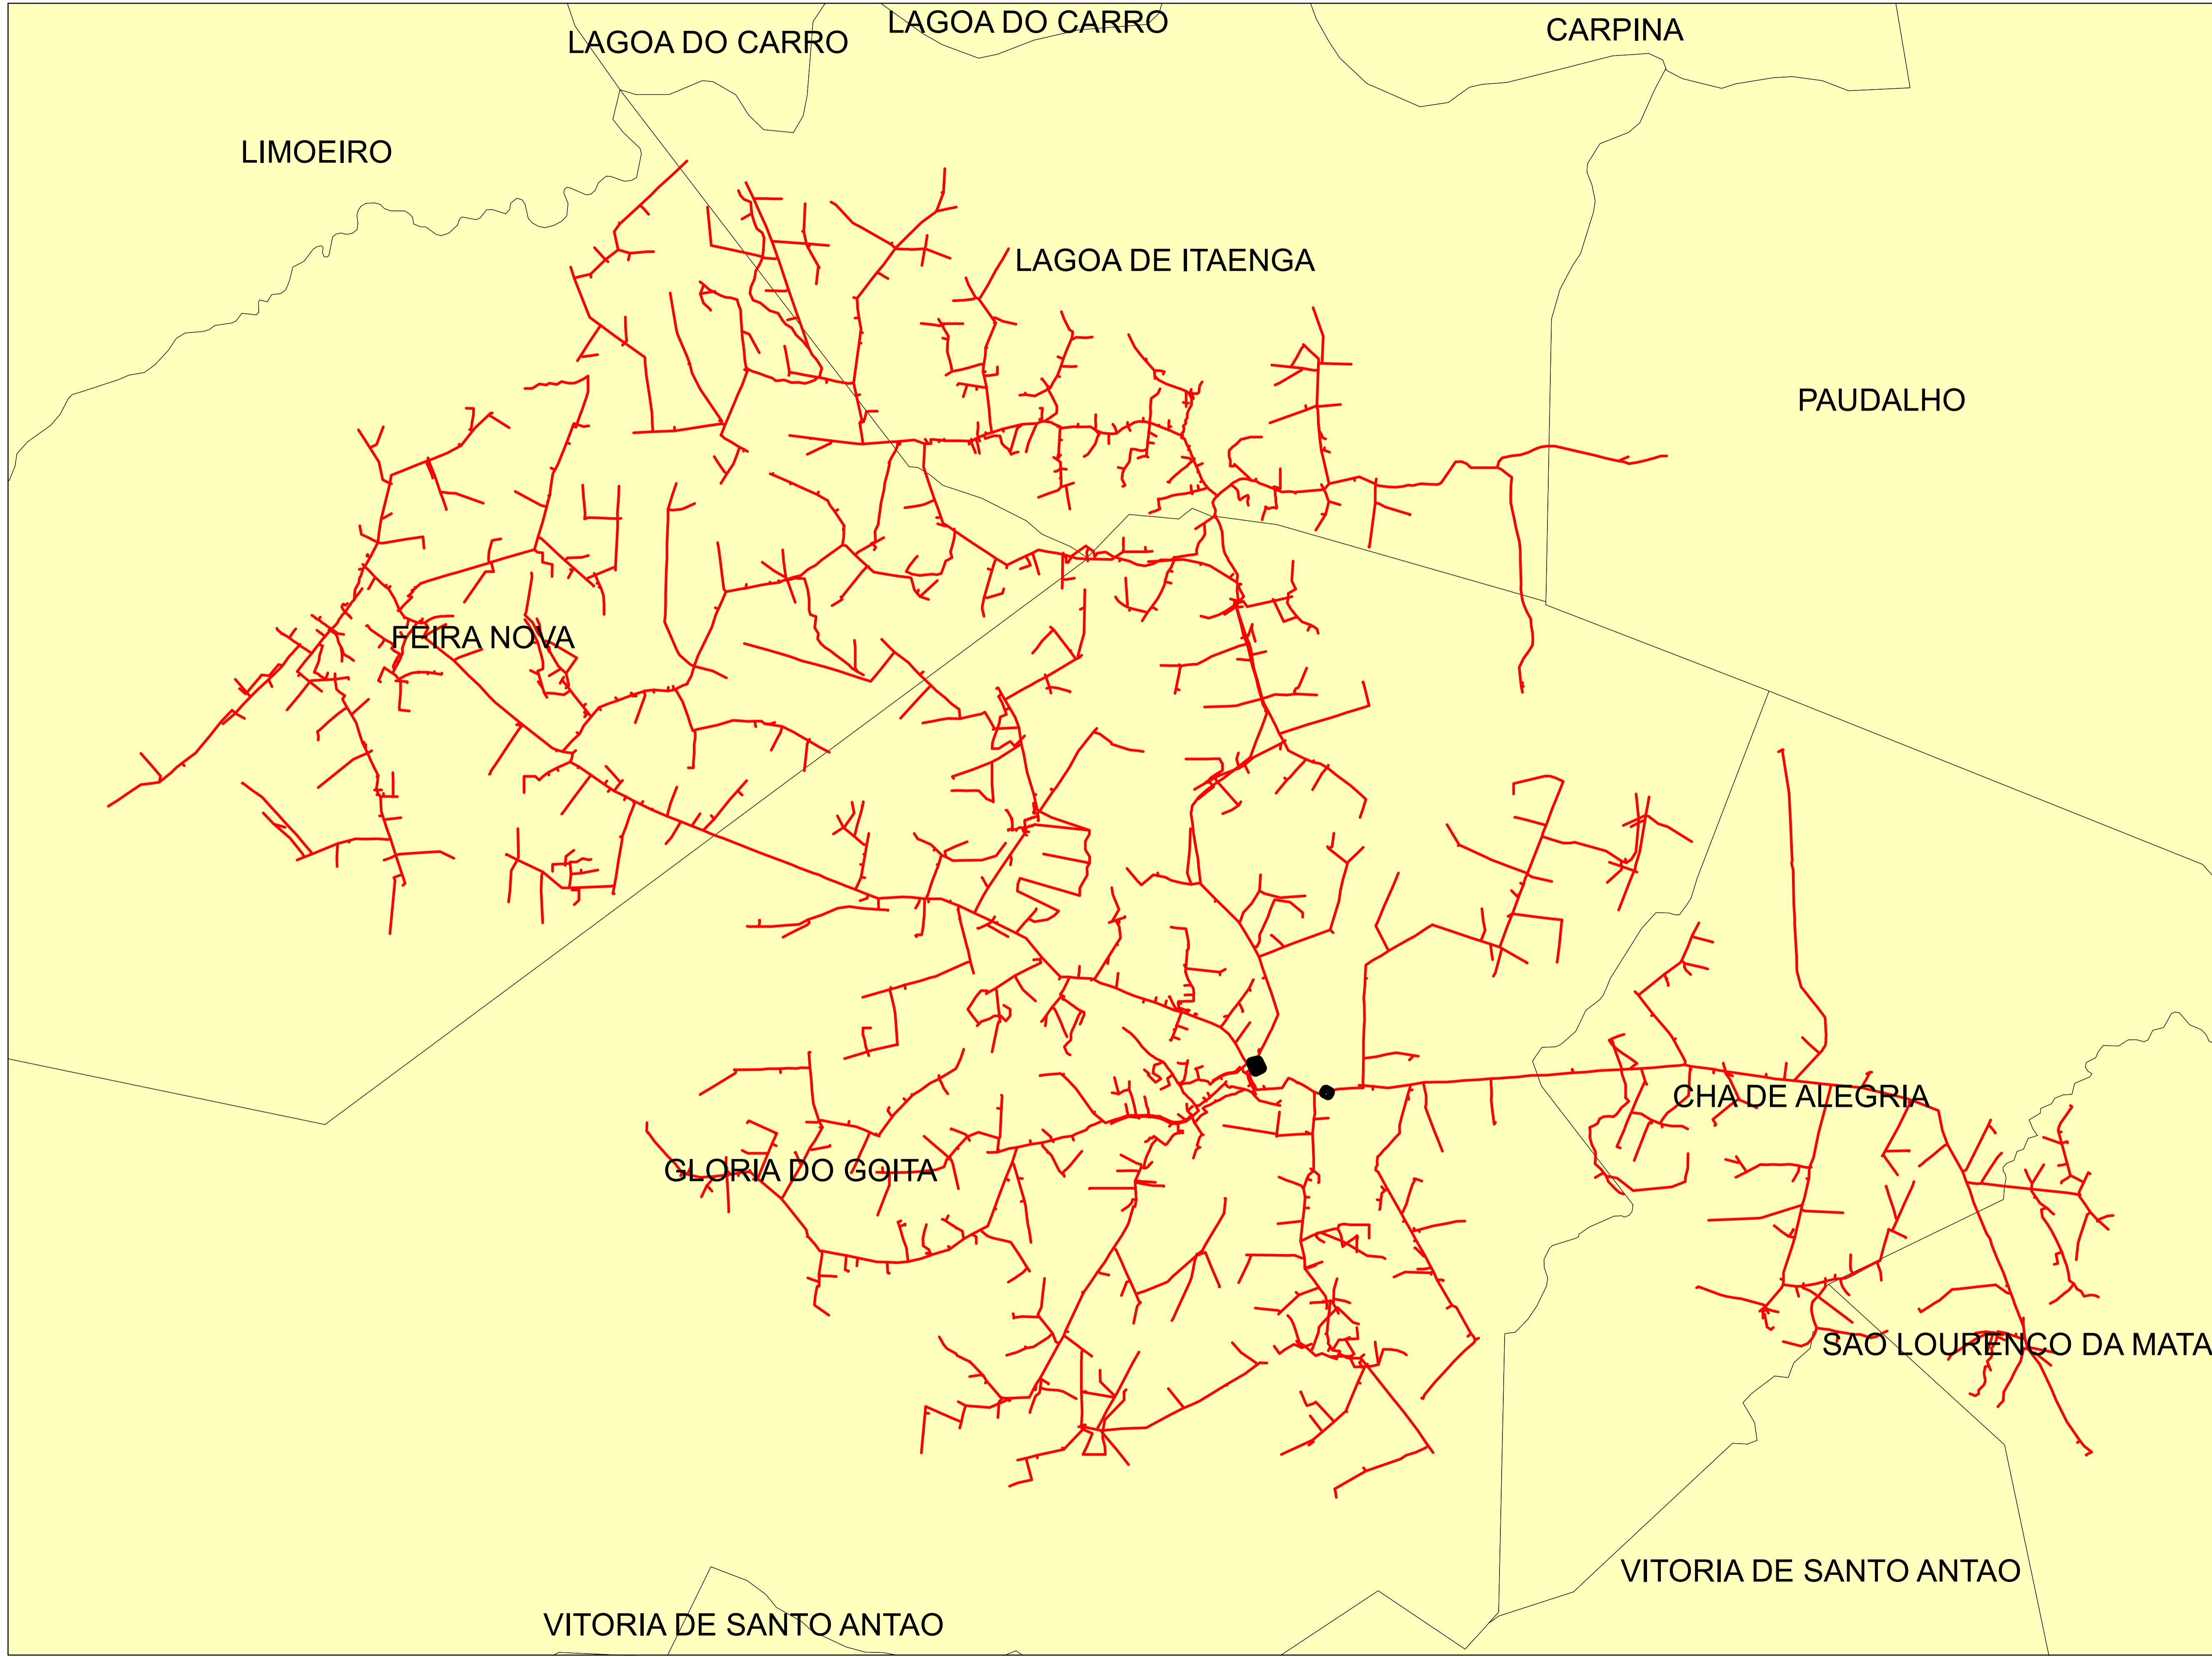 LAGOA DO CARRO
CARPINA
LAGOA DO CARRO
LIMOEIRO
LAGOA DE ITAENGA
PAUDALHO
FEIRA NOVA
CHA DE ALEGRIA
GLORIA DO GOITA
SAO LOURENCO DA MATA
VITORIA DE SANTO ANTAO
VITORIA DE SANTO ANTAO